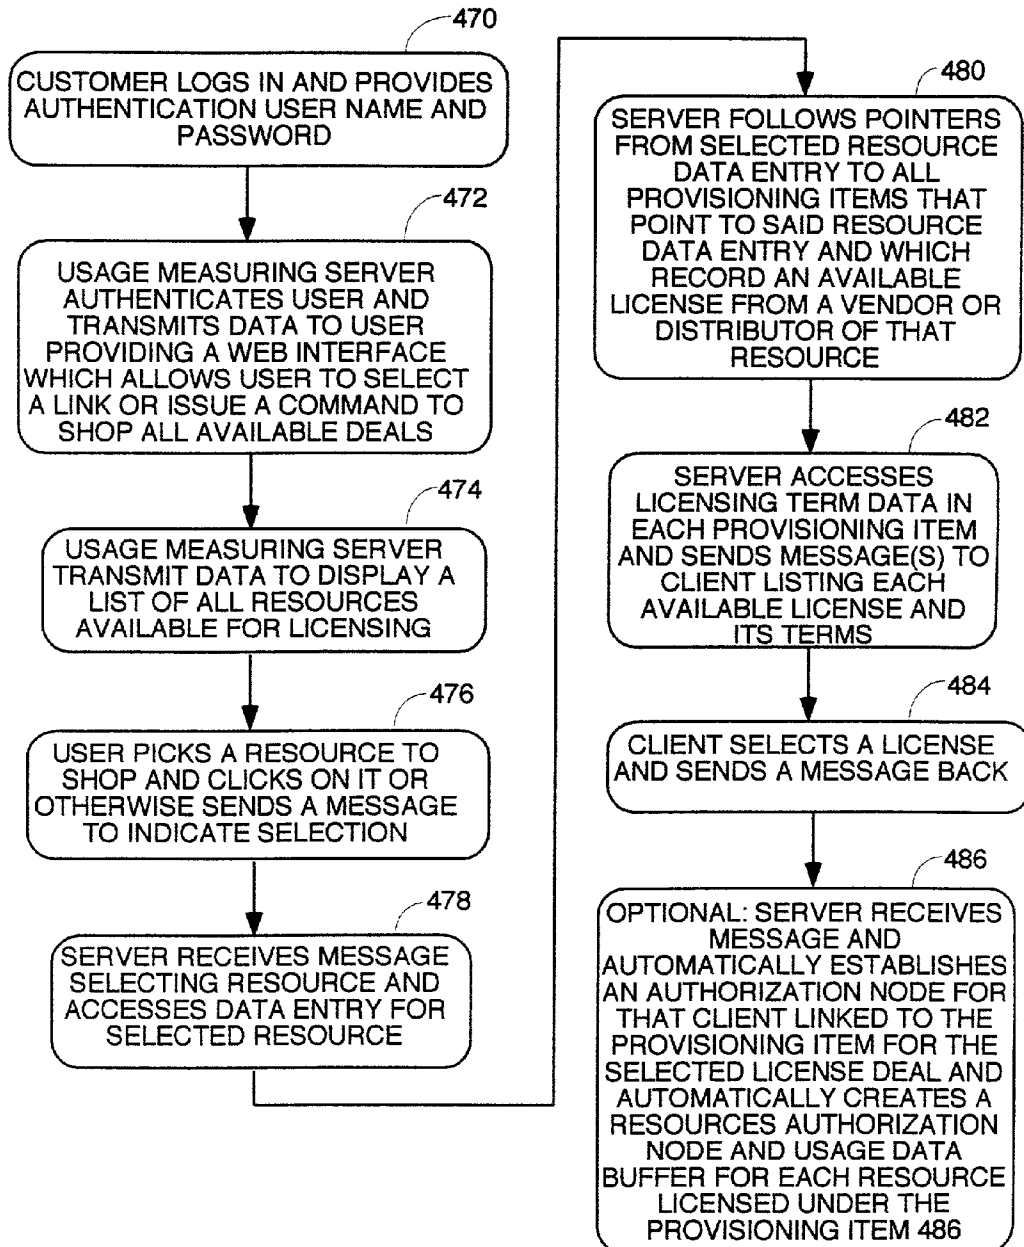 470
CUSTOMER LOGS IN AND PROVIDES
AUTHENTICATION USER NAME AND
PASSWORD
472
USAGE MEASURING SERVER
AUTHENTICATES USER AND
TRANSMITS DATA TO USER
PROVIDING A WEB INTERFACE
WHICH ALLOWS USER TO SELECT
A LINK OR ISSUE A COMMAND TO
SHOP ALL AVAILABLE DEALS
474
USAGE MEASURING SERVER
TRANSMIT DATA TO DISPLAY A
LIST OF ALL RESOURCES
AVAILABLE FOR LICENSING
476
USER PICKS A RESOURCE TO
SHOP AND CLICKS ON IT OR
OTHERWISE SENDS A MESSAGE
TO INDICATE SELECTION
478
SERVER RECEIVES MESSAGE
SELECTING RESOURCE AND
ACCESSES DATA ENTRY FOR
SELECTED RESOURCE
480
SERVER FOLLOWS POINTERS
FROM SELECTED RESOURCE
DATA ENTRY TO ALL
PROVISIONING ITEMS THAT
POINT TO SAID RESOURCE
DATA ENTRY AND WHICH
RECORD AN AVAILABLE
LICENSE FROM A VENDOR OR
DISTRIBUTOR OF THAT
RESOURCE
482
SERVER ACCESSES
LICENSING TERM DATA IN
EACH PROVISIONING ITEM
AND SENDS MESSAGE(S) TO
CLIENT LISTING EACH
AVAILABLE LICENSE AND
ITS TERMS
484
CLIENT SELECTS A LICENSE
AND SENDS A MESSAGE BACK
486
OPTIONAL: SERVER RECEIVES
MESSAGE AND
AUTOMATICALLY ESTABLISHES
AN AUTHORIZATION NODE FOR
THAT CLIENT LINKED TO THE
PROVISIONING ITEM FOR THE
SELECTED LICENSE DEAL AND
AUTOMATICALLY CREATES A
RESOURCES AUTHORIZATION
NODE AND USAGE DATA
BUFFER FOR EACH RESOURCE
LICENSED UNDER THE
PROVISIONING ITEM 486